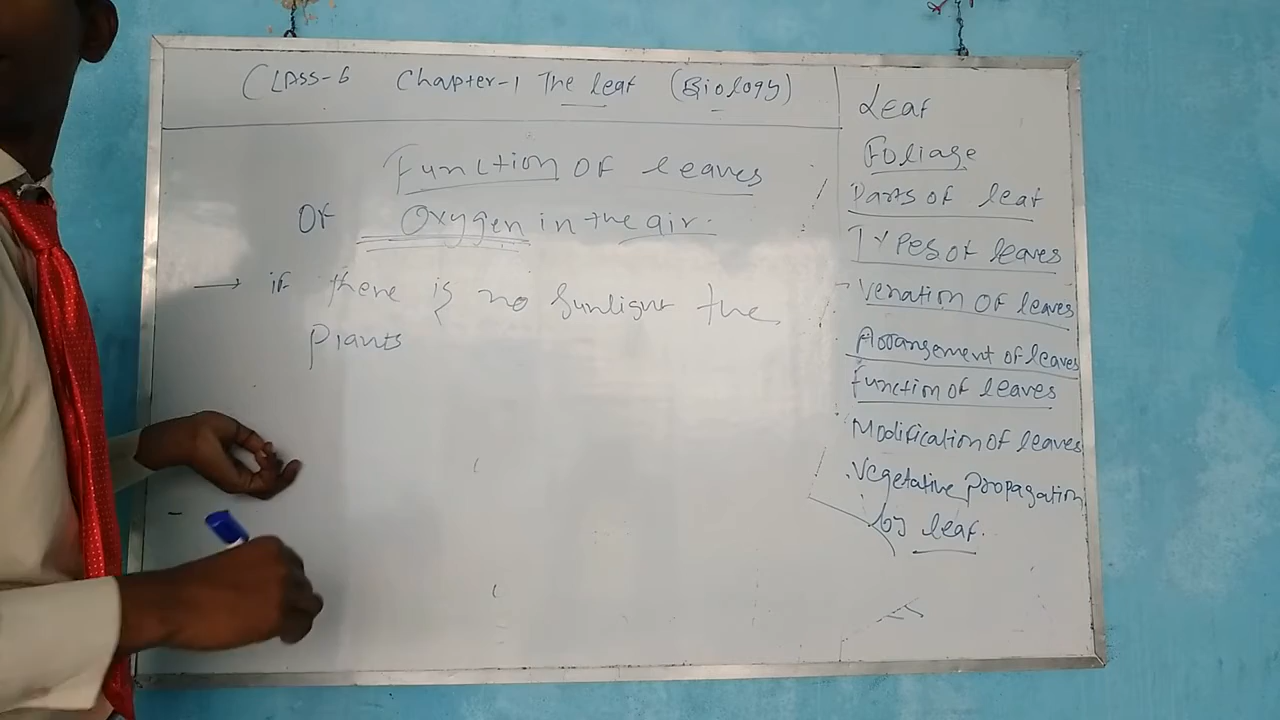 CLASS-6 Chapter-1 The leaf (Biology)
Function OF leaves
OF Oxygen in the air.
→ if there is no sunlight the
Plants
Leaf
Foliage
Parts of leaf
Types of leaves
Venation OF leaves
Arrangement of leaves
Function of leaves
Modification of leaves
Vegetative propagation
by leaf.